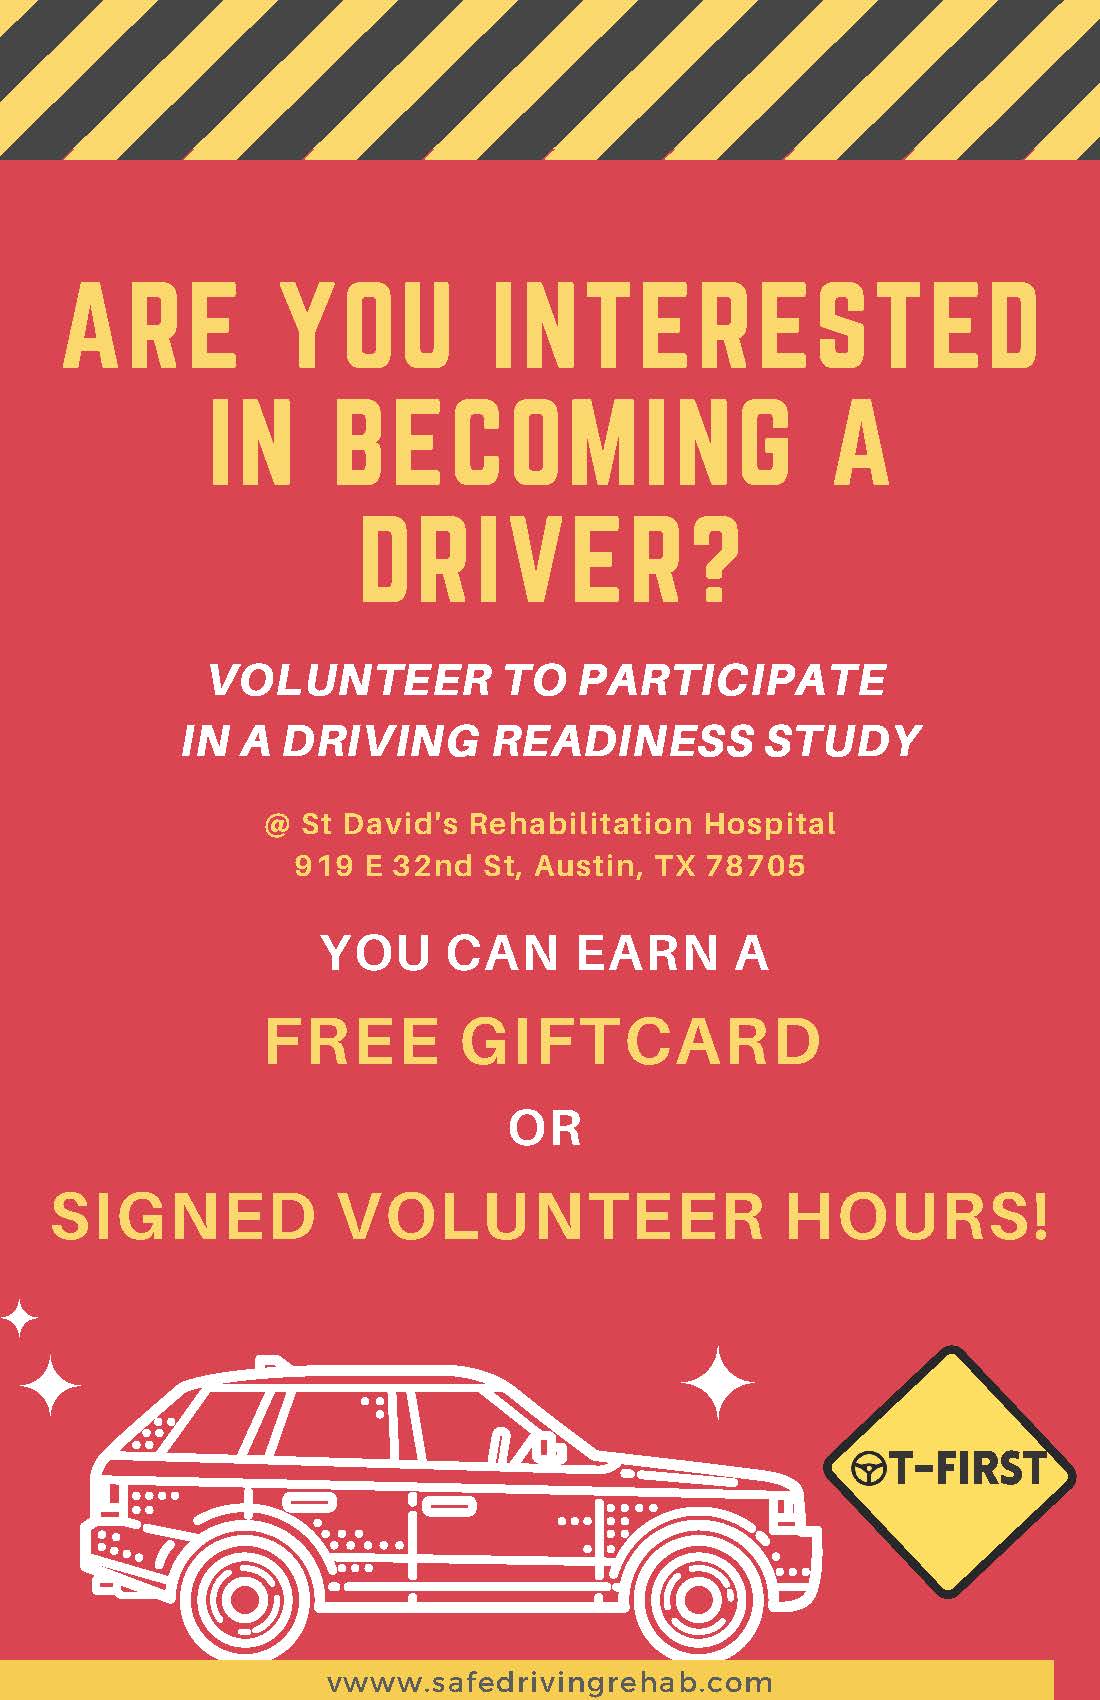 ARE YOU INTERESTED
IN BECOMING A
DRIVER?
VOLUNTEER TO PARTICIPATE
IN A DRIVING READINESS STUDY
@ St David's Rehabilitation Hospital
919 E 32nd St, Austin, TX 78705
YOU CAN EARN A
FREE GIFTCARD
OR
SIGNED VOLUNTEER HOURS!
OT-FIRST
vwww.safedrivingrehab.com